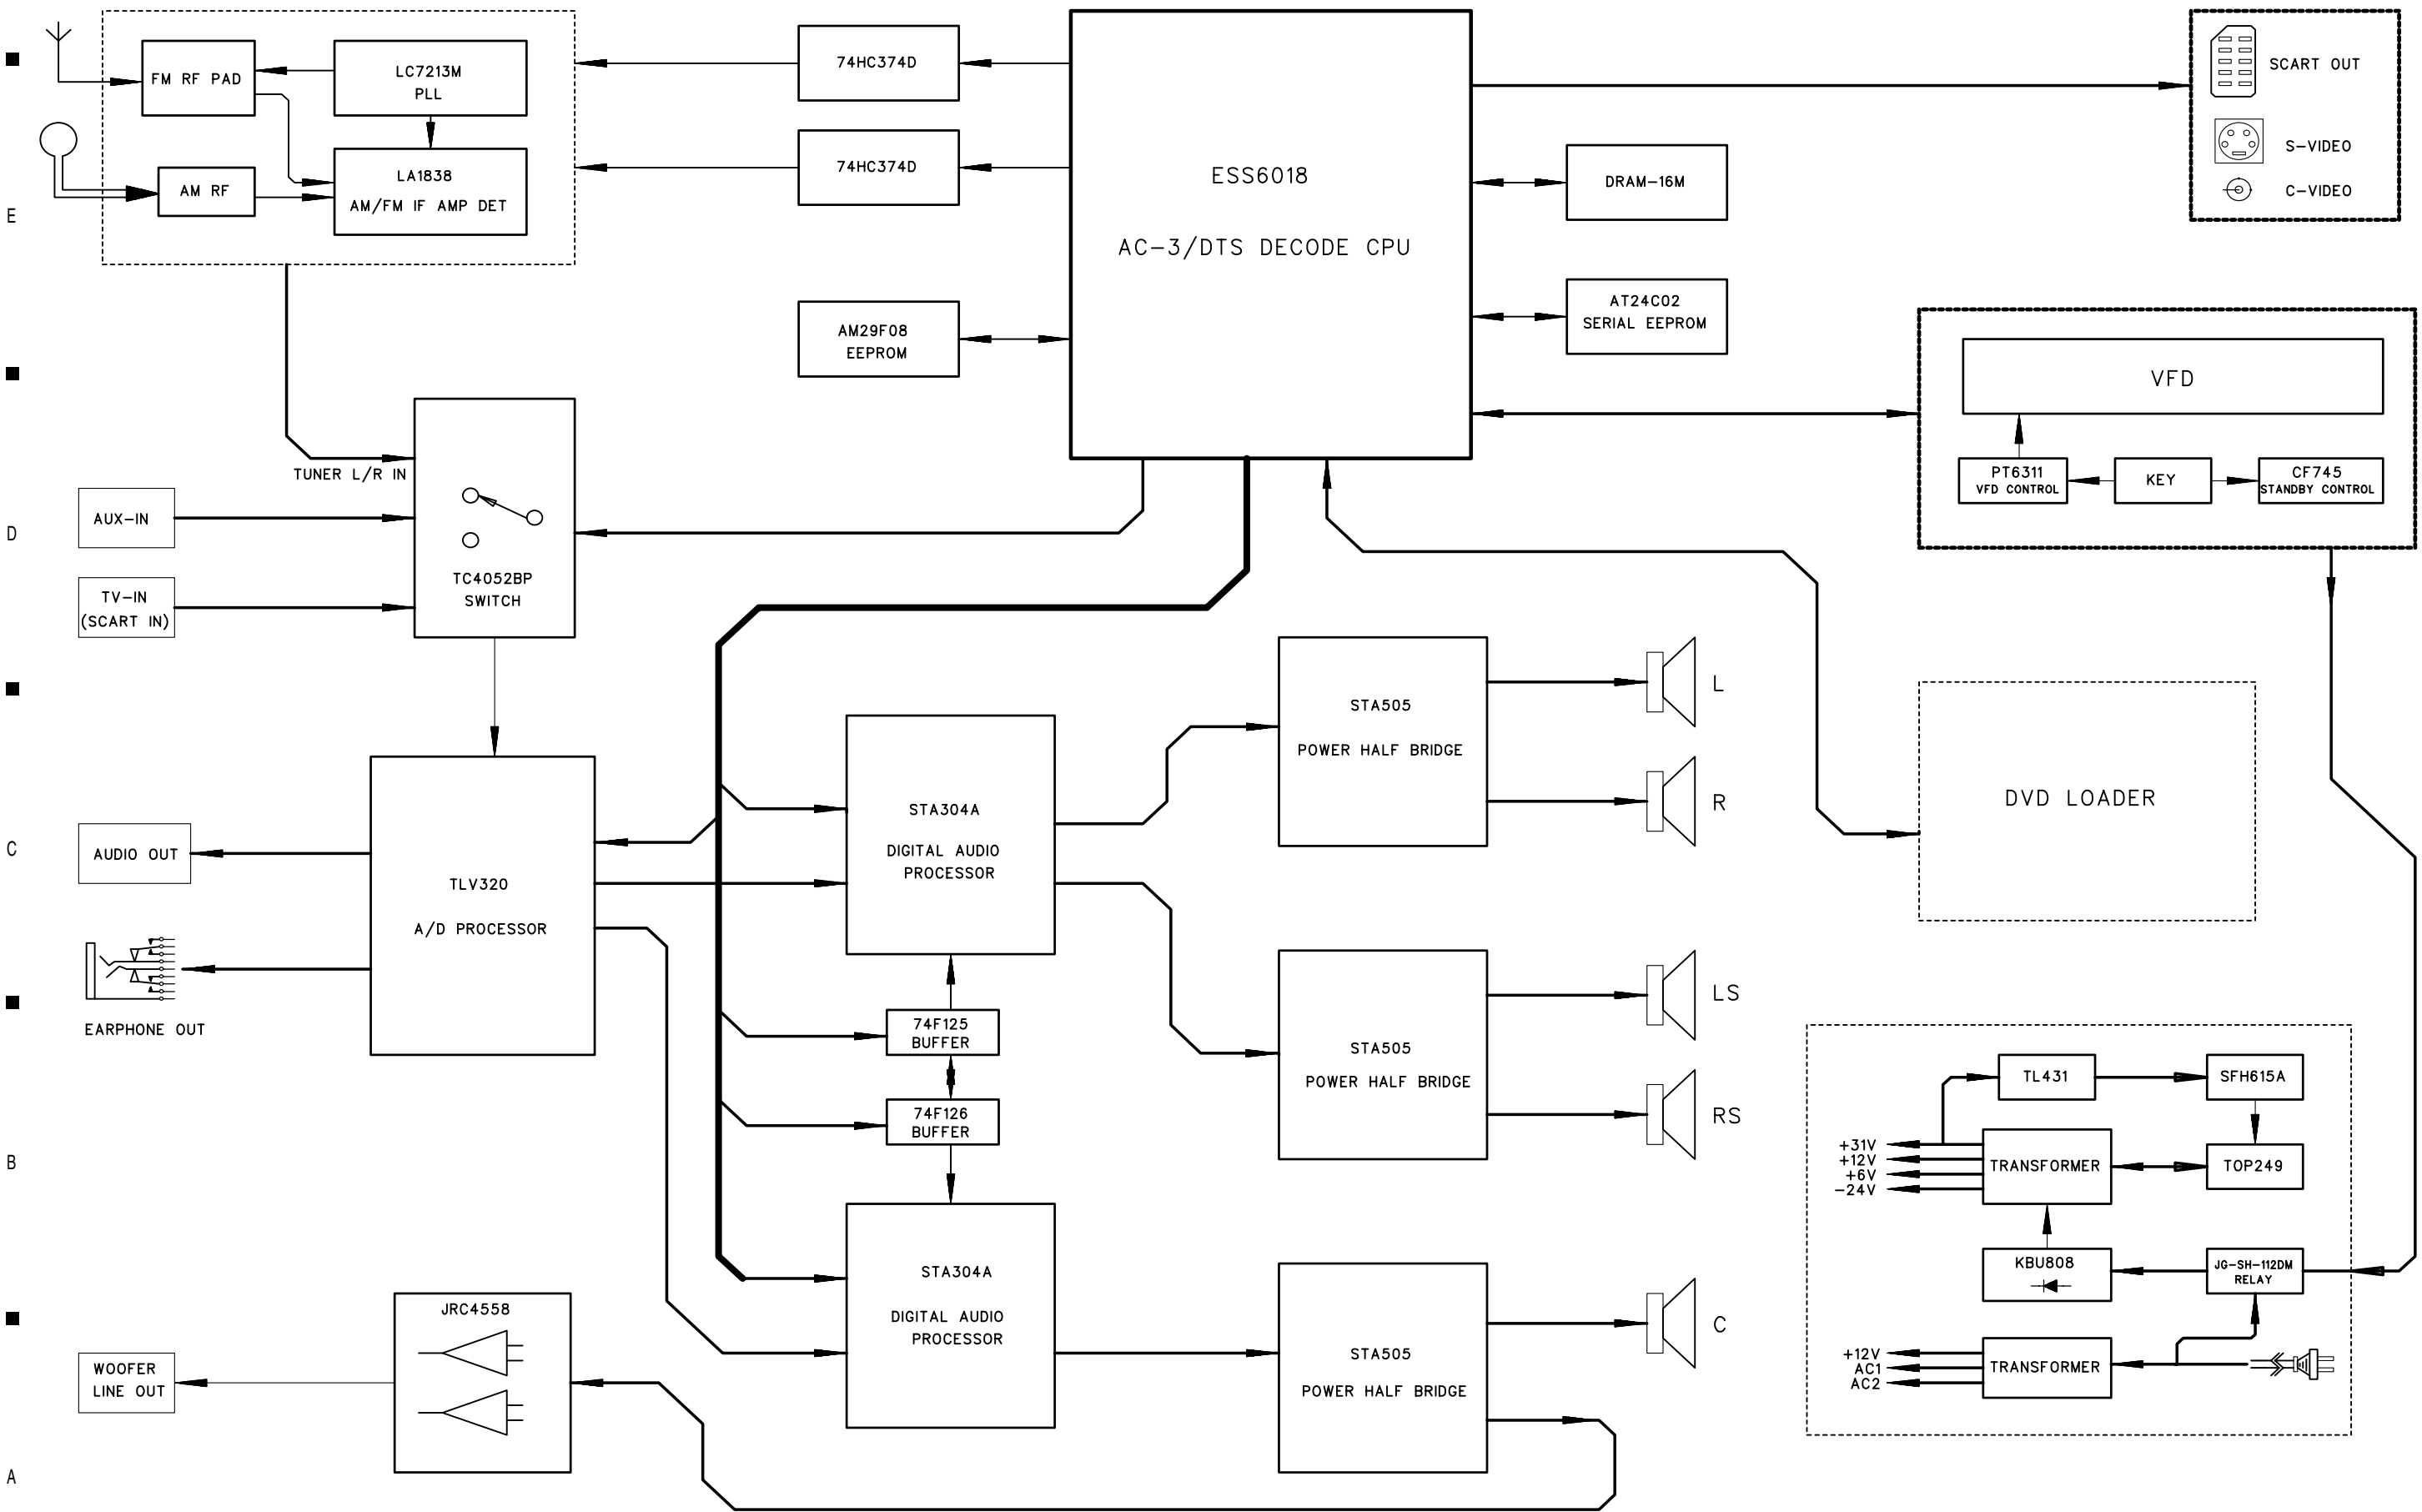 FM RF PAD
LC7213M
PLL
AM RF
LA1838
AM/FM IF AMP DET
74HC374D
74HC374D
AM29F08
EEPROM
ESS6018
AC-3/DTS DECODE CPU
DRAM-16M
AT24C02
SERIAL EEPROM
SCART OUT
S-VIDEO
C-VIDEO
E
VFD
PT6311
VFD CONTROL
KEY
CF745
STANDBY CONTROL
TUNER L/R IN
AUX-IN
D
TV-IN
(SCART IN)
TC4052BP
SWITCH
STA505
POWER HALF BRIDGE
L
R
DVD LOADER
STA304A
DIGITAL AUDIO
PROCESSOR
C
AUDIO OUT
TLV320
A/D PROCESSOR
EARPHONE OUT
74F125
BUFFER
74F126
BUFFER
STA505
POWER HALF BRIDGE
LS
RS
TL431
SFH615A
B
+31V
+12V
+6V
-24V
TRANSFORMER
TOP249
KBU808
JG-SH-112DM
RELAY
+12V
AC1
AC2
TRANSFORMER
STA304A
DIGITAL AUDIO
PROCESSOR
STA505
POWER HALF BRIDGE
C
JRC4558
WOOFER
LINE OUT
A